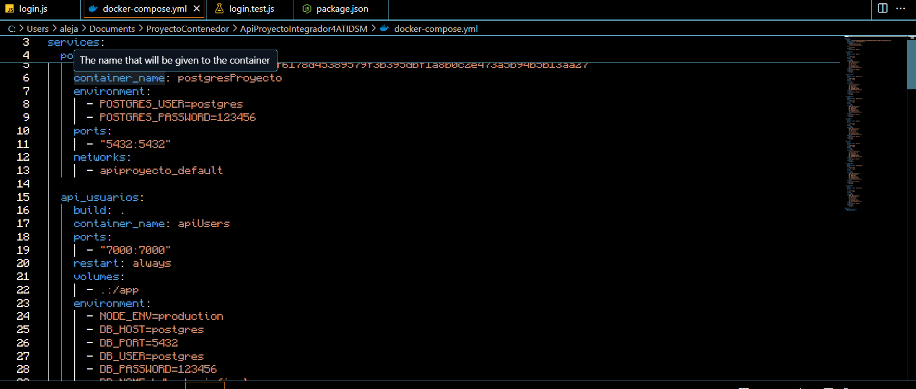 login.js
docker-compose.yml
login.test.js
package.json
C: > Users > aleja > Documents > ProyectoContenedor > ApiProyectoIntegrador4ATIDSM > docker-compose.yml
3 services:
4 po
The name that will be given to the container
5
6 container_name: postgresProyecto
7 environment:
8 - POSTGRES_USER=postgres
9 - POSTGRES_PASSWORD=123456
10 ports:
11 - "5432:5432"
12 networks:
13 - apiproyecto_default
14
15 api_usuarios:
16 build: .
17 container_name: apiUsers
18 ports:
19 - "7000:7000"
20 restart: always
21 volumes:
22 - .:/app
23 environment:
24 - NODE_ENV=production
25 - DB_HOST=postgres
26 - DB_PORT=5432
27 - DB_USER=postgres
28 - DB_PASSWORD=123456